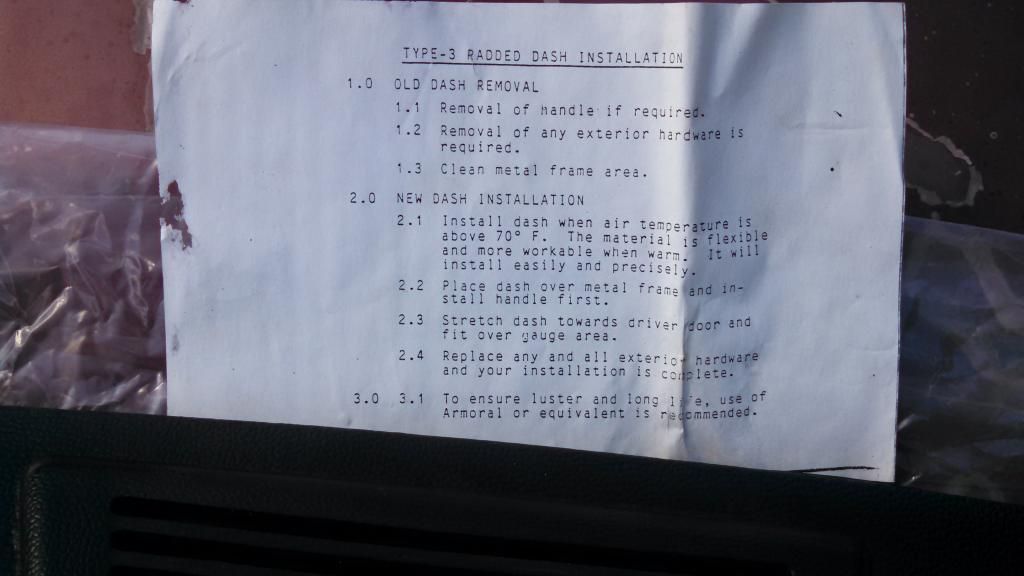 TYPE-3 RADDED DASH INSTALLATION
1.0 OLD DASH REMOVAL
1.1 Removal of handle if required.
1.2 Removal of any exterior hardware is
required.
1.3 Clean metal frame area.
2.0 NEW DASH INSTALLATION
2.1 Install dash when air temperature is
above 70° F. The material is flexible
and more workable when warm. It will
install easily and precisely.
2.2 Place dash over metal frame and in-
stall handle first.
2.3 Stretch dash towards driver door and
fit over gauge area.
2.4 Replace any and all exterior hardware
and your installation is complete.
3.0 3.1 To ensure luster and long life, use of
Armoral or equivalent is recommended.